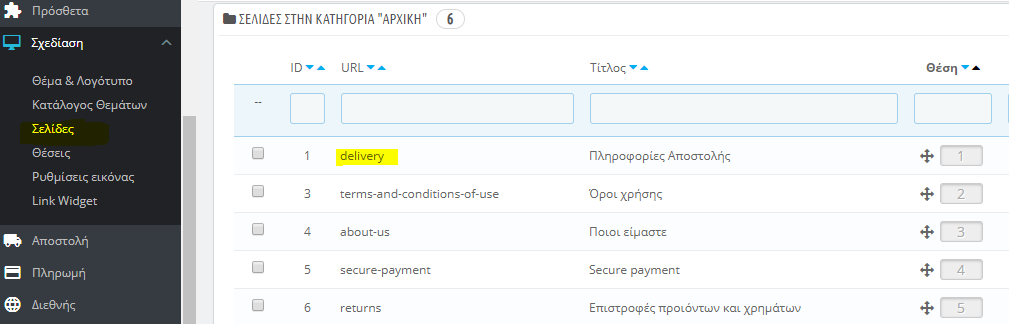 Πρόσθετα
Σχεδίαση
Θέμα & Λογότυπο
Κατάλογος Θεμάτων
Σελίδες
Θέσεις
Ρυθμίσεις εικόνας
Link Widget
Αποστολή
Πληρωμή
Διεθνής
ΣΕΛΙΔΕΣ ΣΤΗΝ ΚΑΤΗΓΟΡΙΑ "ΑΡΧΙΚΗ" 6
ID URL Τίτλος Θέση
--
1 delivery Πληροφορίες Αποστολής 1
3 terms-and-conditions-of-use Όροι χρήσης 2
4 about-us Ποιοι είμαστε 3
5 secure-payment Secure payment 4
6 returns Επιστροφές προιόντων και χρημάτων 5